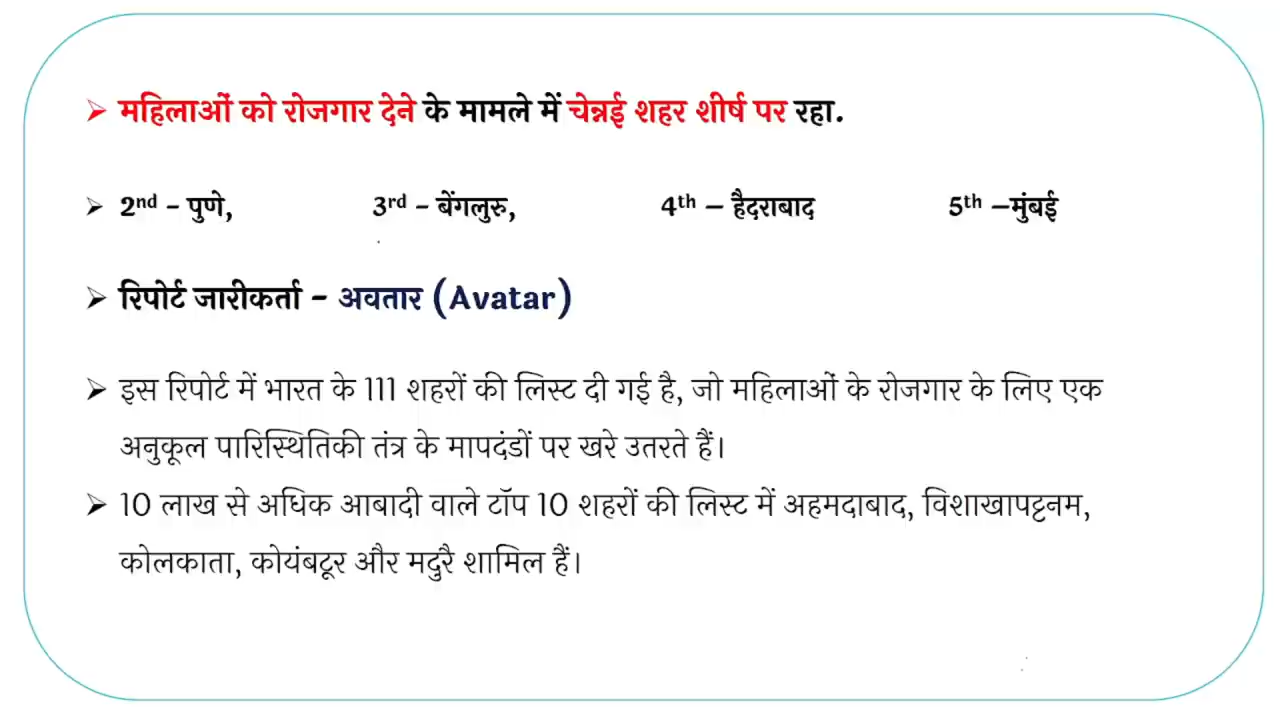 ➢ महिलाओं को रोजगार देने के मामले में चेन्नई शहर शीर्ष पर रहा.
➢ 2nd - पुणे, 3rd - बेंगलुरु, 4th – हैदराबाद 5th –मुंबई
➢ रिपोर्ट जारीकर्ता - अवतार (Avatar)
➢ इस रिपोर्ट में भारत के 111 शहरों की लिस्ट दी गई है, जो महिलाओं के रोजगार के लिए एक
अनुकूल पारिस्थितिकी तंत्र के मापदंडों पर खरे उतरते हैं।
➢ 10 लाख से अधिक आबादी वाले टॉप 10 शहरों की लिस्ट में अहमदाबाद, विशाखापट्टनम,
कोलकाता, कोयंबटूर और मदुरै शामिल हैं।